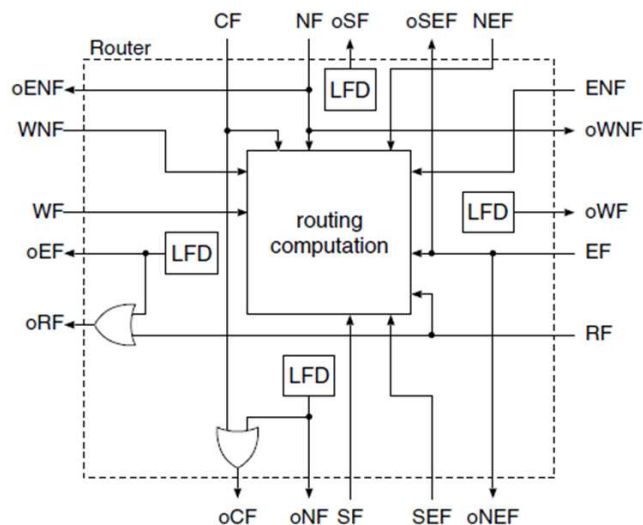 CF NF oSF oSEF NEF
Router
oENF LFD ENF
WNF oWNF
WF routing LFD oWF
computation
oEF LFD EF
oRF RF
LFD
oCF oNF SF SEF oNEF